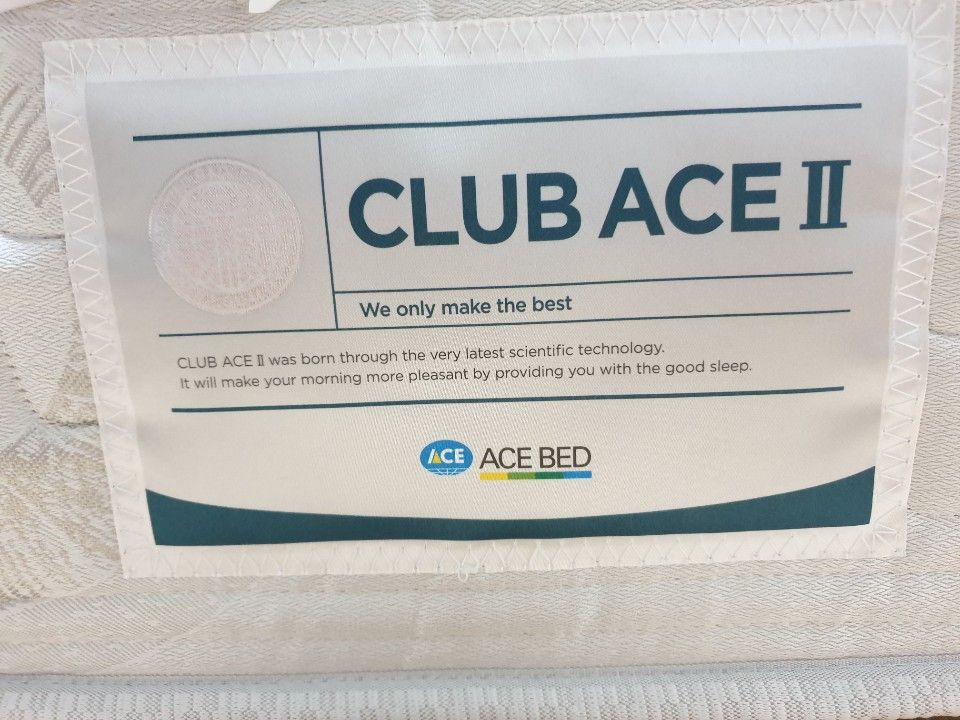 CLUB ACE Ⅱ
We only make the best
CLUB ACE Ⅱ was born through the very latest scientific technology.
It will make your morning more pleasant by providing you with the good sleep.
ACE ACE BED